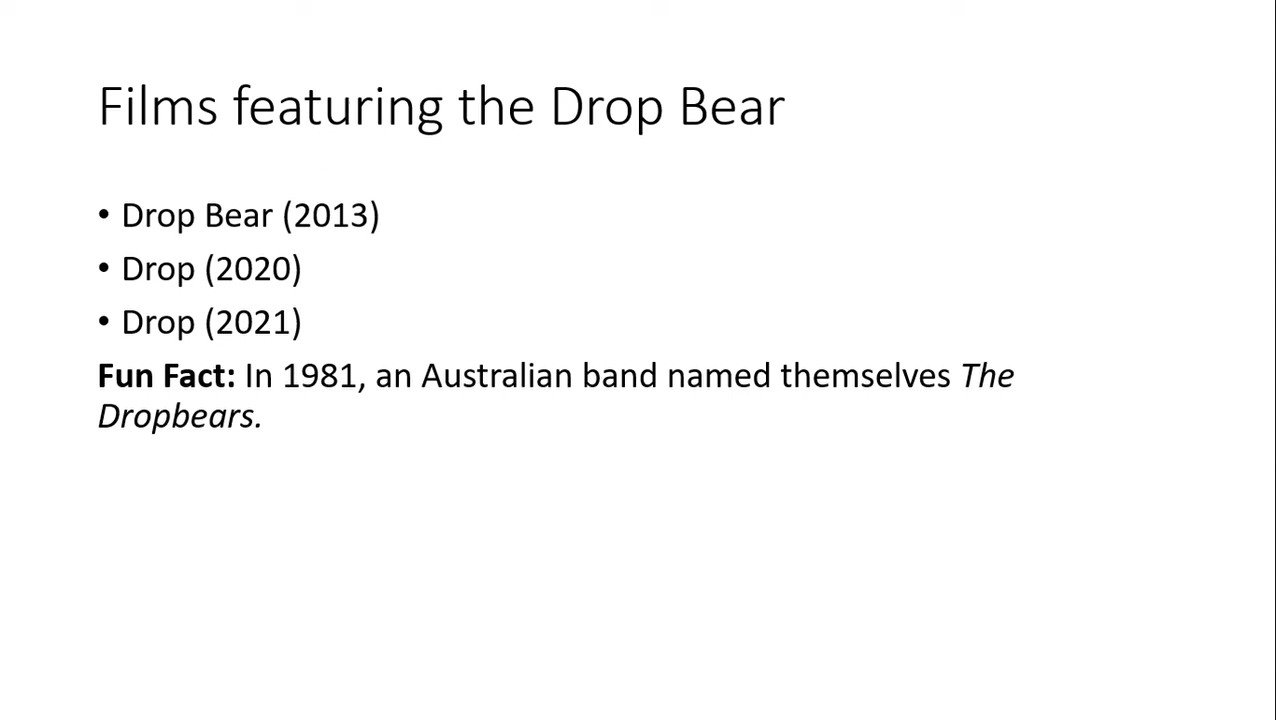 Films featuring the Drop Bear
• Drop Bear (2013)
• Drop (2020)
• Drop (2021)
Fun Fact: In 1981, an Australian band named themselves The
Dropbears.